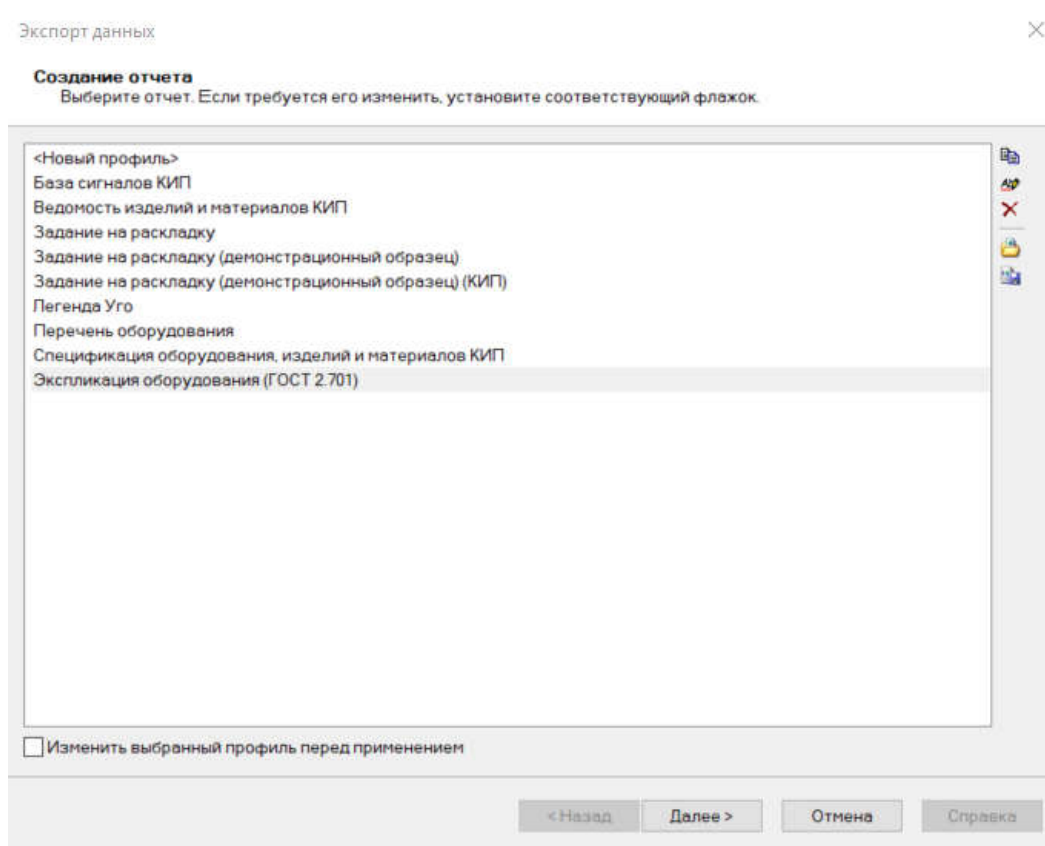 Экспорт данных
Создание отчета
Выберите отчет. Если требуется его изменить, установите соответствующий флажок.
<Новый профиль>
База сигналов КИП
Ведомость изделий и материалов КИП
Задание на раскладку
Задание на раскладку (демонстрационный образец)
Задание на раскладку (демонстрационный образец) (КИП)
Легенда Уго
Перечень оборудования
Спецификация оборудования, изделий и материалов КИП
Экспликация оборудования (ГОСТ 2.701)
Изменить выбранный профиль перед применением
< Назад Далее > Отмена Справка